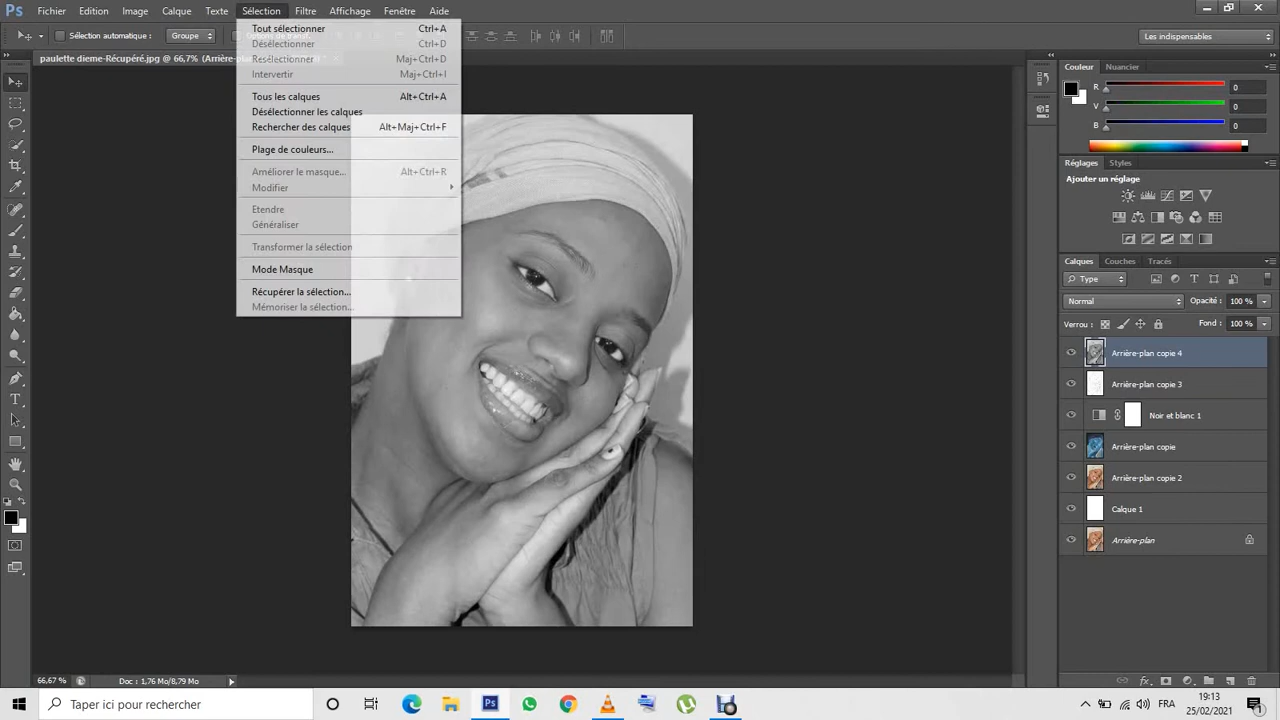 Ps Fichier Edition Image Calque Texte Sélection Filtre Affichage Fenêtre Aide
Sélection automatique : Groupe
Les indispensables
paulette dieme-Récupéré.jpg @ 66,7% (Arrière-
Tout sélectionner Ctrl+A
Désélectionner Ctrl+D
Resélectionner Maj+Ctrl+D
Intervertir Maj+Ctrl+I
Tous les calques Alt+Ctrl+A
Désélectionner les calques
Rechercher des calques Alt+Maj+Ctrl+F
Plage de couleurs...
Améliorer le masque... Alt+Ctrl+R
Modifier
Etendre
Généraliser
Transformer la sélection
Mode Masque
Récupérer la sélection...
Mémoriser la sélection...
Couleur Nuancier
R 0
V 0
B 0
Réglages Styles
Ajouter un réglage
Calques Couches Tracés
Type
Normal Opacité : 100 %
Verrou : Fond : 100 %
Arrière-plan copie 4
Arrière-plan copie 3
Noir et blanc 1
Arrière-plan copie
Arrière-plan copie 2
Calque 1
Arrière-plan
66,67 % Doc : 1,76 Mo/8,79 Mo
Taper ici pour rechercher
Ps
FRA
19:13
25/02/2021
1